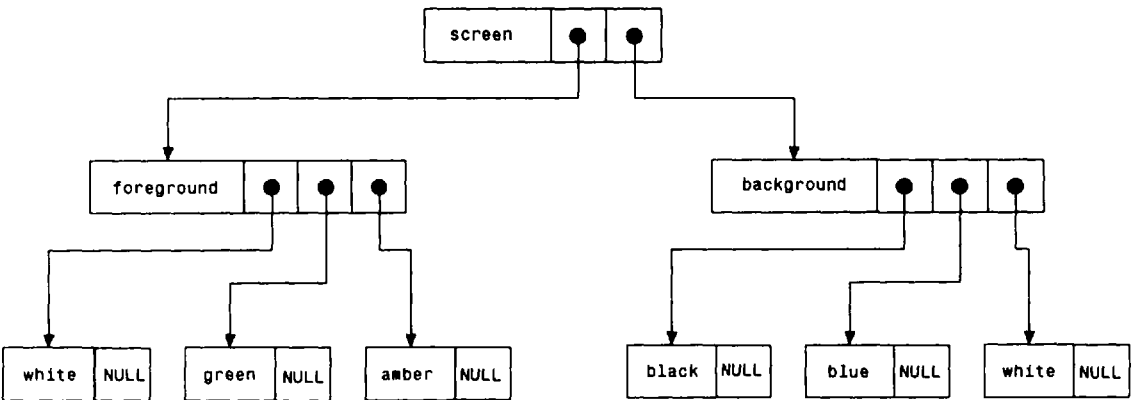 screen
foreground
background
white NULL
green NULL
amber NULL
black NULL
blue NULL
white NULL